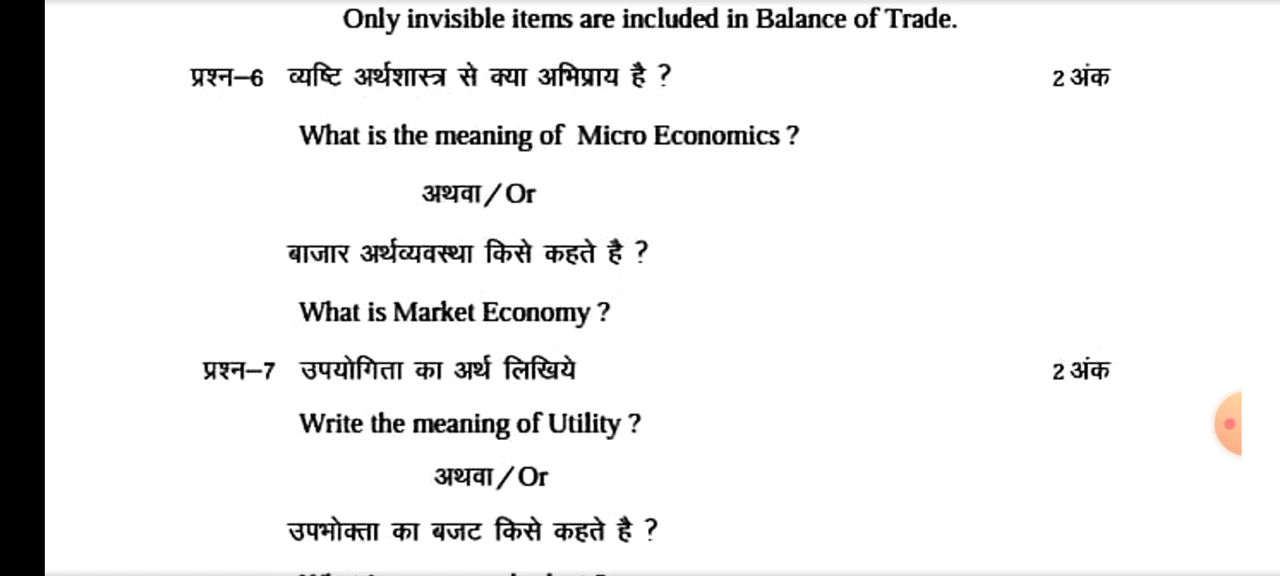 Only invisible items are included in Balance of Trade.
प्रश्न–6 व्यष्टि अर्थशास्त्र से क्या अभिप्राय है ? 2 अंक
What is the meaning of Micro Economics ?
अथवा/Or
बाजार अर्थव्यवस्था किसे कहते है ?
What is Market Economy ?
प्रश्न–7 उपयोगिता का अर्थ लिखिये 2 अंक
Write the meaning of Utility ?
अथवा/Or
उपभोक्ता का बजट किसे कहते है ?